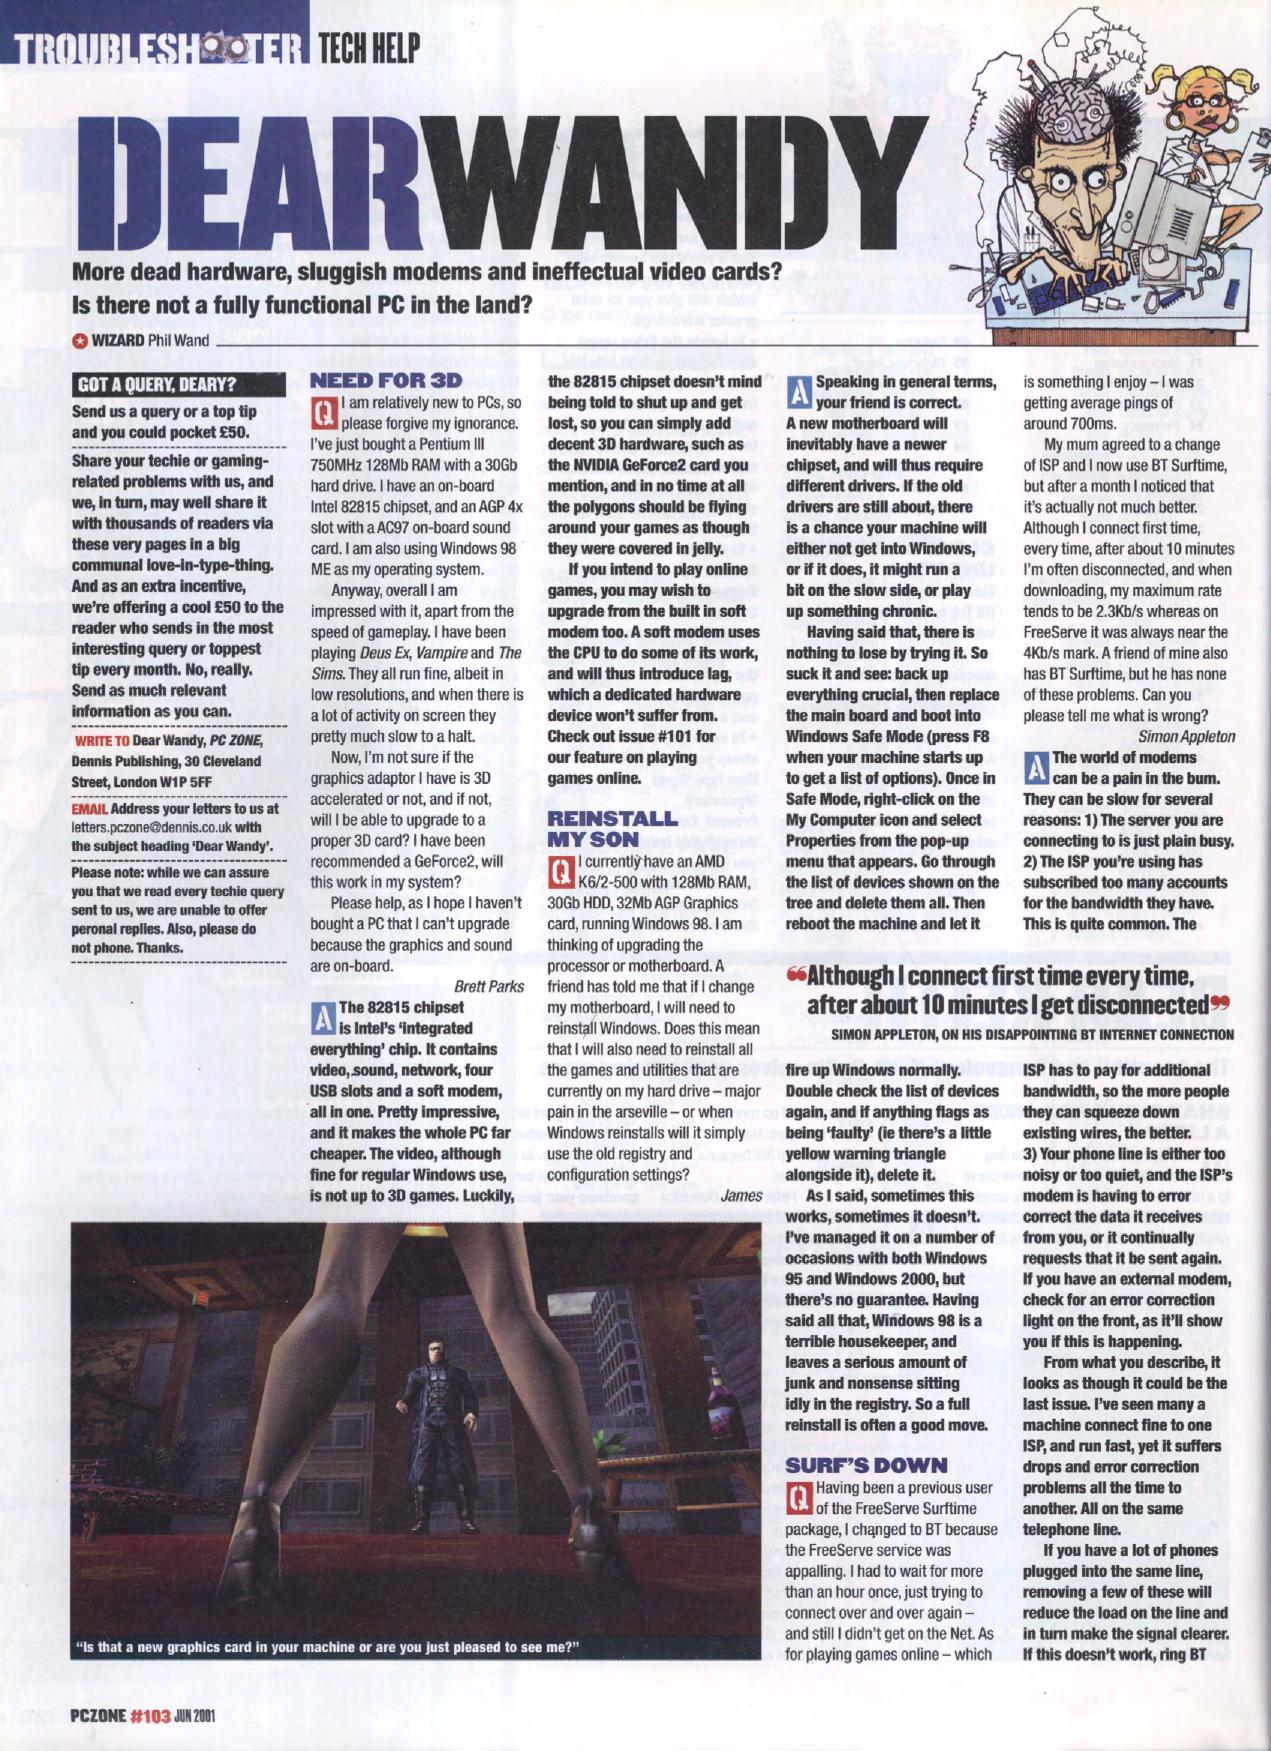 TROUBLESHOOTER TECH HELP
DEARWANDY
More dead hardware, sluggish modems and ineffectual video cards?
Is there not a fully functional PC in the land?
WIZARD Phil Wand
GOT A QUERY, DEARY?
Send us a query or a top tip
and you could pocket £50.
Share your techie or gaming-
related problems with us, and
we, in turn, may well share it
with thousands of readers via
these very pages in a big
communal love-in-type-thing.
And as an extra incentive,
we're offering a cool £50 to the
reader who sends in the most
interesting query or toppest
tip every month. No, really.
Send as much relevant
information as you can.
WRITE TO Dear Wandy, PC ZONE,
Dennis Publishing, 30 Cleveland
Street, London W1P 5FF
EMAIL Address your letters to us at
letters.pczone@dennis.co.uk with
the subject heading 'Dear Wandy'.
Please note: while we can assure
you that we read every techie query
sent to us, we are unable to offer
peronal replies. Also, please do
not phone. Thanks.
NEED FOR 3D
Q I am relatively new to PCs, so
please forgive my ignorance.
I've just bought a Pentium III
750MHz 128Mb RAM with a 30Gb
hard drive. I have an on-board
Intel 82815 chipset, and an AGP 4x
slot with a AC97 on-board sound
card. I am also using Windows 98
ME as my operating system.
Anyway, overall I am
impressed with it, apart from the
speed of gameplay. I have been
playing Deus Ex, Vampire and The
Sims. They all run fine, albeit in
low resolutions, and when there is
a lot of activity on screen they
pretty much slow to a halt.
Now, I'm not sure if the
graphics adaptor I have is 3D
accelerated or not, and if not,
will I be able to upgrade to a
proper 3D card? I have been
recommended a GeForce2, will
this work in my system?
Please help, as I hope I haven't
bought a PC that I can't upgrade
because the graphics and sound
are on-board.
Brett Parks
A The 82815 chipset
is Intel's 'integrated
everything' chip. It contains
video, sound, network, four
USB slots and a soft modem,
all in one. Pretty impressive,
and it makes the whole PC far
cheaper. The video, although
fine for regular Windows use,
is not up to 3D games. Luckily,
the 82815 chipset doesn't mind
being told to shut up and get
lost, so you can simply add
decent 3D hardware, such as
the NVIDIA GeForce2 card you
mention, and in no time at all
the polygons should be flying
around your games as though
they were covered in jelly.
If you intend to play online
games, you may wish to
upgrade from the built in soft
modem too. A soft modem uses
the CPU to do some of its work,
and will thus introduce lag,
which a dedicated hardware
device won't suffer from.
Check out issue #101 for
our feature on playing
games online.
REINSTALL
MY SON
Q I currently have an AMD
K6/2-500 with 128Mb RAM,
30Gb HDD, 32Mb AGP Graphics
card, running Windows 98. I am
thinking of upgrading the
processor or motherboard. A
friend has told me that if I change
my motherboard, I will need to
reinstall Windows. Does this mean
that I will also need to reinstall all
the games and utilities that are
currently on my hard drive – major
pain in the arseville – or when
Windows reinstalls will it simply
use the old registry and
configuration settings?
James
A Speaking in general terms,
your friend is correct.
A new motherboard will
inevitably have a newer
chipset, and will thus require
different drivers. If the old
drivers are still about, there
is a chance your machine will
either not get into Windows,
or if it does, it might run a
bit on the slow side, or play
up something chronic.
Having said that, there is
nothing to lose by trying it. So
suck it and see: back up
everything crucial, then replace
the main board and boot into
Windows Safe Mode (press F8
when your machine starts up
to get a list of options). Once in
Safe Mode, right-click on the
My Computer icon and select
Properties from the pop-up
menu that appears. Go through
the list of devices shown on the
tree and delete them all. Then
reboot the machine and let it
fire up Windows normally.
Double check the list of devices
again, and if anything flags as
being 'faulty' (ie there's a little
yellow warning triangle
alongside it), delete it.
As I said, sometimes this
works, sometimes it doesn't.
I've managed it on a number of
occasions with both Windows
95 and Windows 2000, but
there's no guarantee. Having
said all that, Windows 98 is a
terrible housekeeper, and
leaves a serious amount of
junk and nonsense sitting
idly in the registry. So a full
reinstall is often a good move.
SURF'S DOWN
Q Having been a previous user
of the FreeServe Surftime
package, I changed to BT because
the FreeServe service was
appalling. I had to wait for more
than an hour once, just trying to
connect over and over again –
and still I didn't get on the Net. As
for playing games online – which
is something I enjoy – I was
getting average pings of
around 700ms.
My mum agreed to a change
of ISP and I now use BT Surftime,
but after a month I noticed that
it's actually not much better.
Although I connect first time,
every time, after about 10 minutes
I'm often disconnected, and when
downloading, my maximum rate
tends to be 2.3Kb/s whereas on
FreeServe it was always near the
4Kb/s mark. A friend of mine also
has BT Surftime, but he has none
of these problems. Can you
please tell me what is wrong?
Simon Appleton
A The world of modems
can be a pain in the bum.
They can be slow for several
reasons: 1) The server you are
connecting to is just plain busy.
2) The ISP you're using has
subscribed too many accounts
for the bandwidth they have.
This is quite common. The
ISP has to pay for additional
bandwidth, so the more people
they can squeeze down
existing wires, the better.
3) Your phone line is either too
noisy or too quiet, and the ISP's
modem is having to error
correct the data it receives
from you, or it continually
requests that it be sent again.
If you have an external modem,
check for an error correction
light on the front, as it'll show
you if this is happening.
From what you describe, it
looks as though it could be the
last issue. I've seen many a
machine connect fine to one
ISP, and run fast, yet it suffers
drops and error correction
problems all the time to
another. All on the same
telephone line.
If you have a lot of phones
plugged into the same line,
removing a few of these will
reduce the load on the line and
in turn make the signal clearer.
If this doesn't work, ring BT
“Although I connect first time every time,
after about 10 minutes I get disconnected”
SIMON APPLETON, ON HIS DISAPPOINTING BT INTERNET CONNECTION
"Is that a new graphics card in your machine or are you just pleased to see me?"
PCZONE #103 JUN 2001